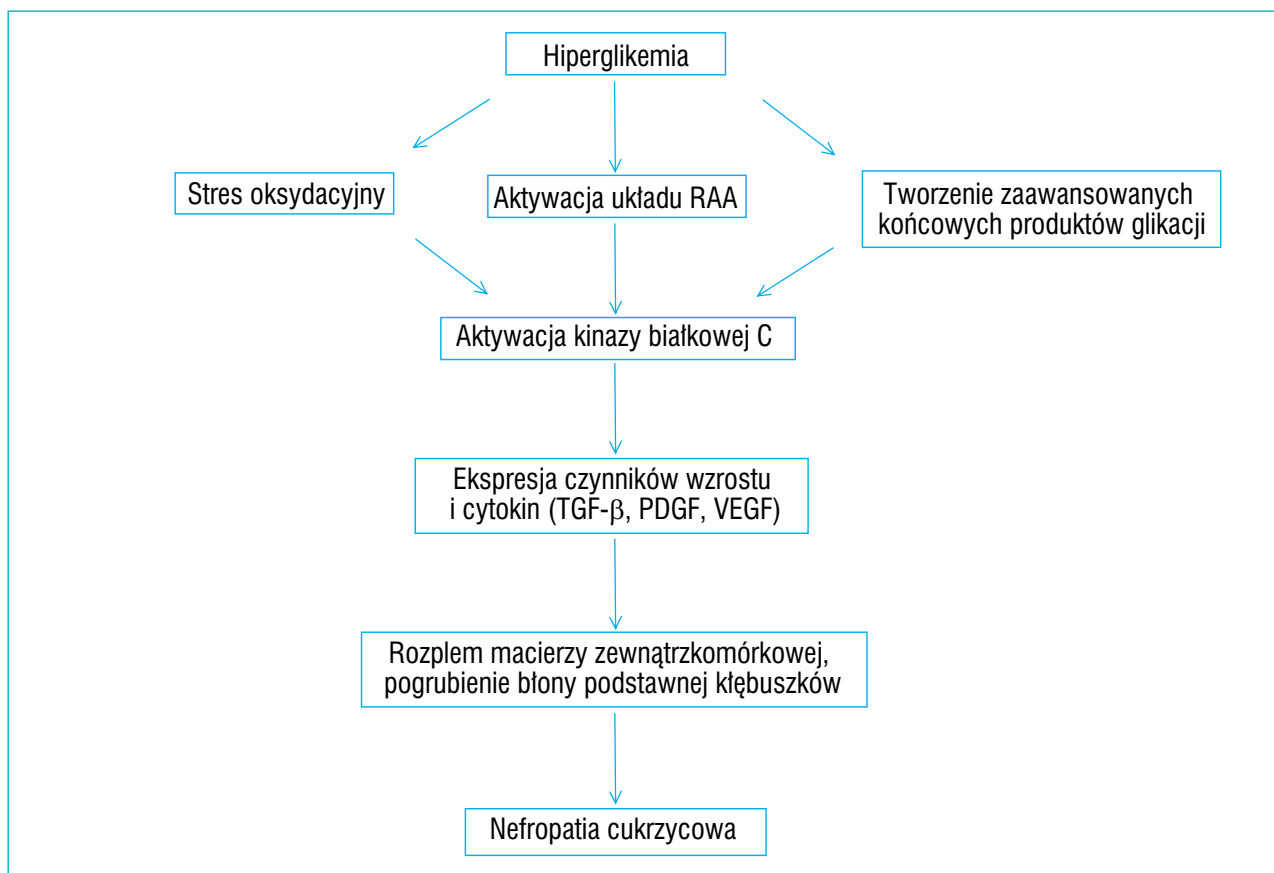 Hiperglikemia
Stres oksydacyjny
Aktywacja układu RAA
Tworzenie zaawansowanych
końcowych produktów glikacji
Aktywacja kinazy białkowej C
Ekspresja czynników wzrostu
i cytokin (TGF-β, PDGF, VEGF)
Rozplem macierzy zewnątrzkomórkowej,
pogrubienie błony podstawnej kłębuszków
Nefropatia cukrzycowa